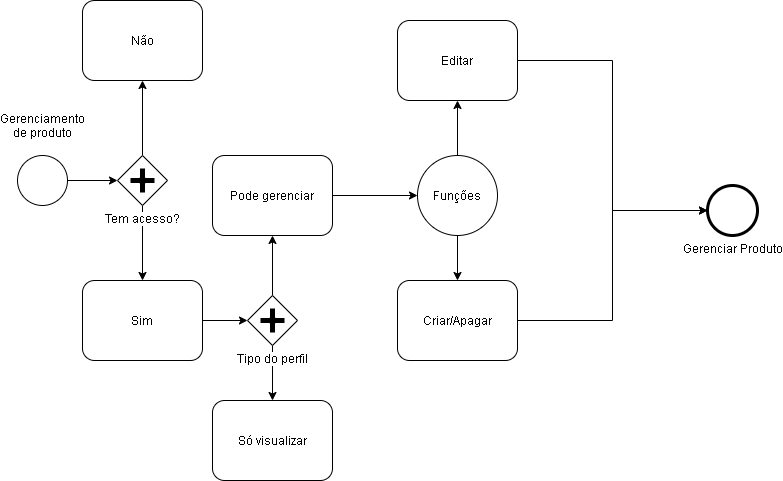 Não
Gerenciamento
de produto
Tem acesso?
Sim
Pode gerenciar
Tipo do perfil
Só visualizar
Editar
Funções
Criar/Apagar
Gerenciar Produto